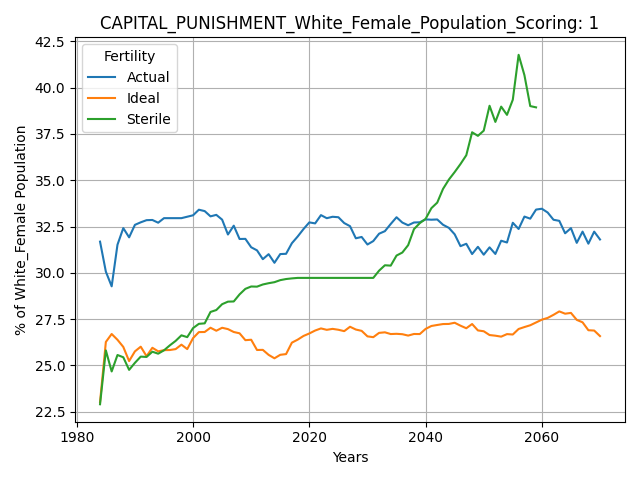 CAPITAL_PUNISHMENT_White_Female_Population_Scoring: 1
42.5
40.0
37.5
35.0
32.5
30.0
27.5
25.0
22.5
% of White_Female Population
Fertility
Actual
Ideal
Sterile
1980
2000
2020
2040
2060
Years